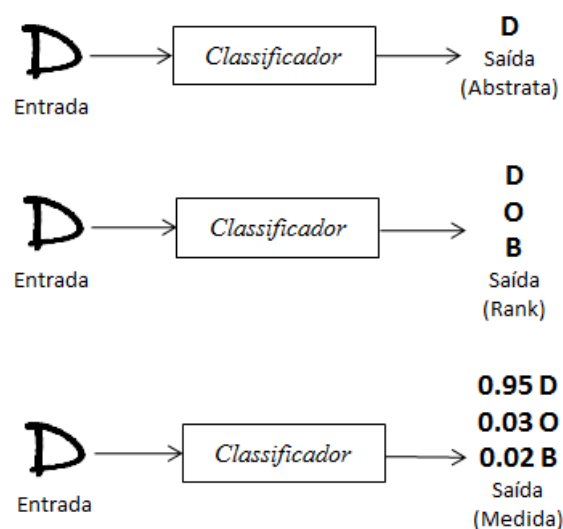 D
Classificador
D
Saída
(Abstrata)
Entrada
D
Classificador
D
O
B
Saída
(Rank)
Entrada
D
Classificador
0.95 D
0.03 O
0.02 B
Saída
(Medida)
Entrada